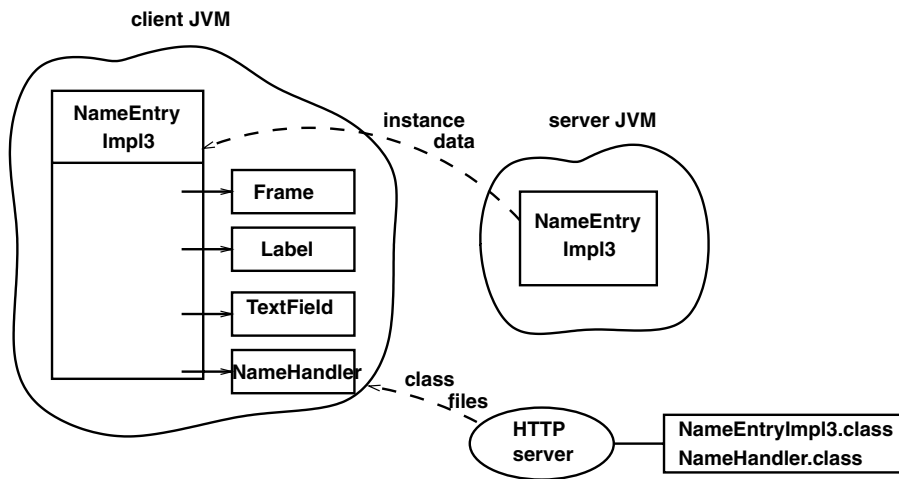 client JVM
NameEntry
Impl3
Frame
Label
TextField
NameHandler
instance
data
server JVM
NameEntry
Impl3
class
files
HTTP
server
NameEntryImpl3.class
NameHandler.class